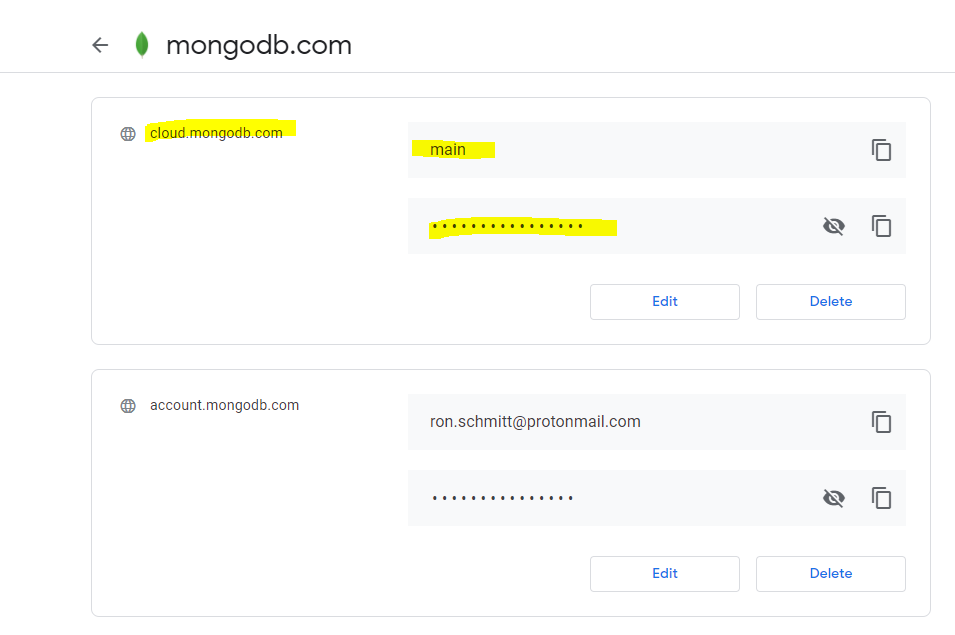 mongodb.com
cloud.mongodb.com
main
••••••••••••••••
Edit Delete
account.mongodb.com
ron.schmitt@protonmail.com
•••••••••••••••
Edit Delete